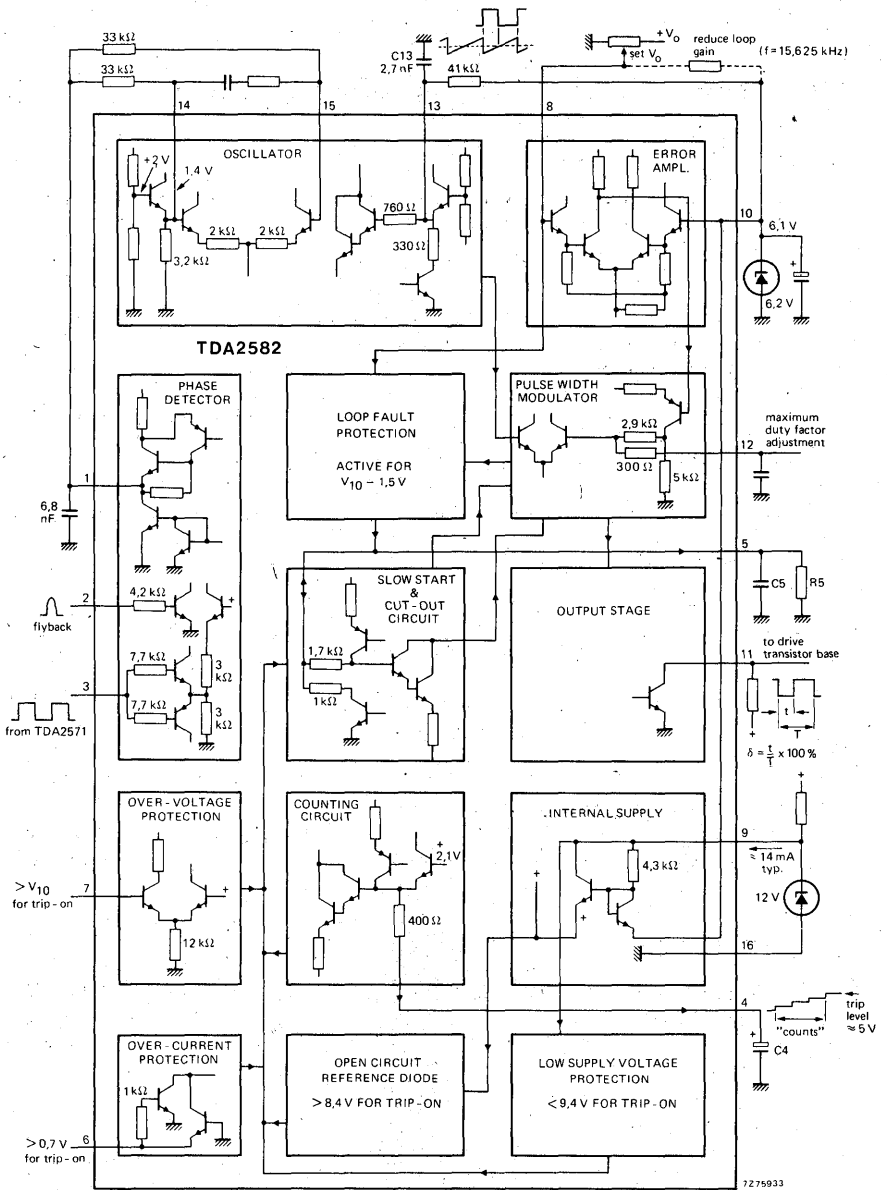 33 kΩ
33 kΩ
C13
2,7 nF
41 kΩ
+Vo
set Vo
reduce loop
gain
(f=15,625 kHz)
14
15
13
8
OSCILLATOR
+2 V
1,4 V
2 kΩ
2 kΩ
3,2 kΩ
760 Ω
330 Ω
ERROR
AMPL.
10
6,1 V
+
6,2 V
TDA2582
PHASE
DETECTOR
1
6,8
nF
2
flyback
4,2 kΩ
+
3
7,7 kΩ
7,7 kΩ
3
kΩ
3
kΩ
from TDA2571
LOOP FAULT
PROTECTION
ACTIVE FOR
V10 – 1,5 V
PULSE WIDTH
MODULATOR
2,9 kΩ
300 Ω
5 kΩ
maximum
duty factor
adjustment
12
5
C5
R5
SLOW START
&
CUT-OUT
CIRCUIT
1,7 kΩ
1 kΩ
OUTPUT STAGE
to drive
transistor base
11
+
t
T
δ = t/T x 100 %
OVER-VOLTAGE
PROTECTION
> V10
for trip-on
7
+
12 kΩ
COUNTING
CIRCUIT
+
2,1 V
400 Ω
INTERNAL SUPPLY
4,3 kΩ
+
+
+
9
≈ 14 mA
typ.
12 V
16
4
+
C4
trip
level
≈ 5 V
"counts"
OVER-CURRENT
PROTECTION
1 kΩ
> 0,7 V
for trip-on
6
OPEN CIRCUIT
REFERENCE DIODE
> 8,4 V FOR TRIP-ON
LOW SUPPLY VOLTAGE
PROTECTION
< 9,4 V FOR TRIP-ON
7Z75933